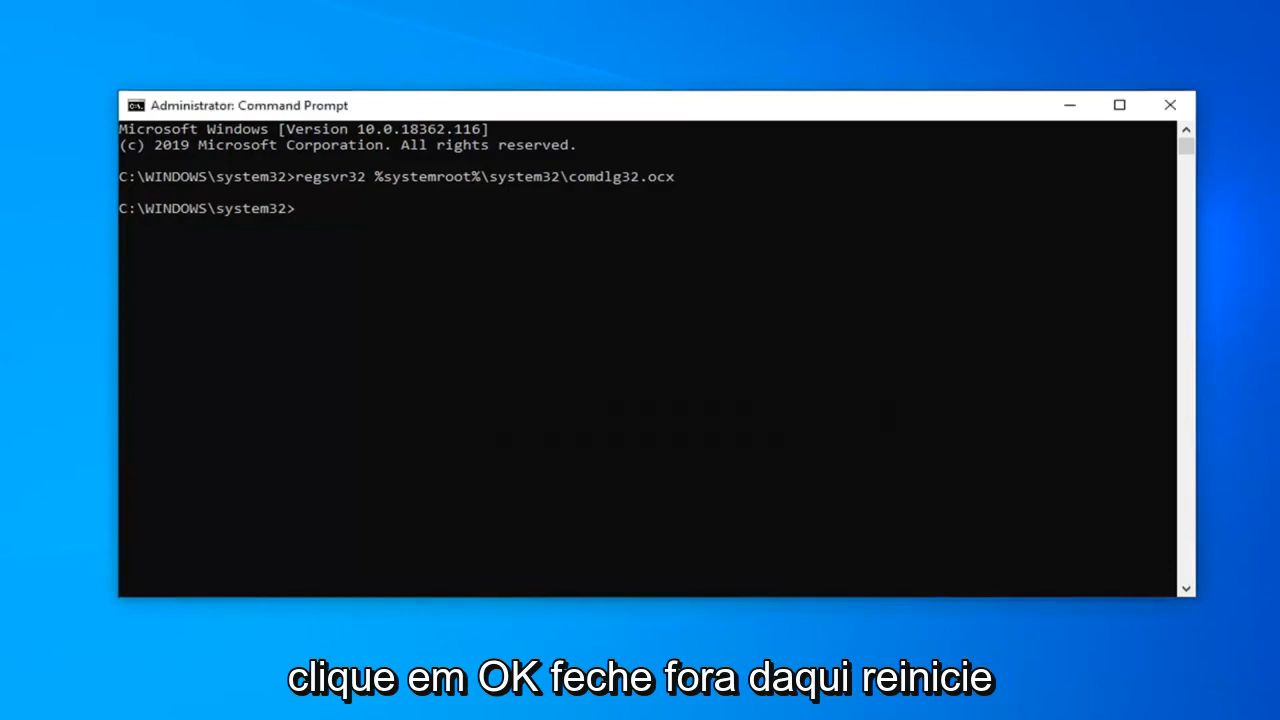 Administrator: Command Prompt
Microsoft Windows [Version 10.0.18362.116]
(c) 2019 Microsoft Corporation. All rights reserved.
C:\WINDOWS\system32>regsvr32 %systemroot%\system32\comdlg32.ocx
C:\WINDOWS\system32>
clique em OK feche fora daqui reinicie